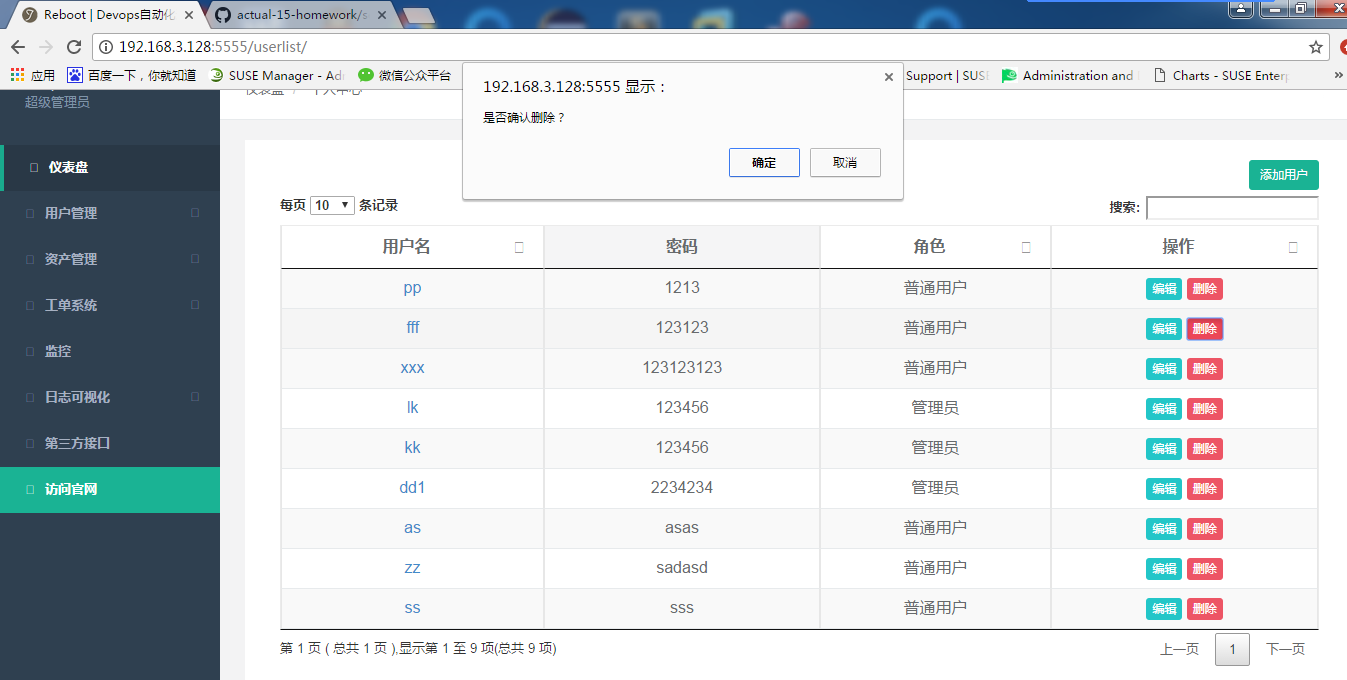 Reboot | Devops自动化
actual-15-homework/s
192.168.3.128:5555/userlist/
应用
百度一下，你就知道
SUSE Manager - Adr
微信公众平台
Support | SUSE
Administration and
Charts - SUSE Enterp
»
超级管理员
仪表盘 / 个人中心
192.168.3.128:5555 显示：
是否确认删除？
确定
取消
仪表盘
用户管理
资产管理
工单系统
监控
日志可视化
第三方接口
访问官网
添加用户
每页 10 条记录
搜索:
用户名 密码 角色 操作
pp 1213 普通用户 编辑 删除
fff 123123 普通用户 编辑 删除
xxx 123123123 普通用户 编辑 删除
lk 123456 管理员 编辑 删除
kk 123456 管理员 编辑 删除
dd1 2234234 管理员 编辑 删除
as asas 普通用户 编辑 删除
zz sadasd 普通用户 编辑 删除
ss sss 普通用户 编辑 删除
第 1 页 ( 总共 1 页 ),显示第 1 至 9 项(总共 9 项)
上一页 1 下一页